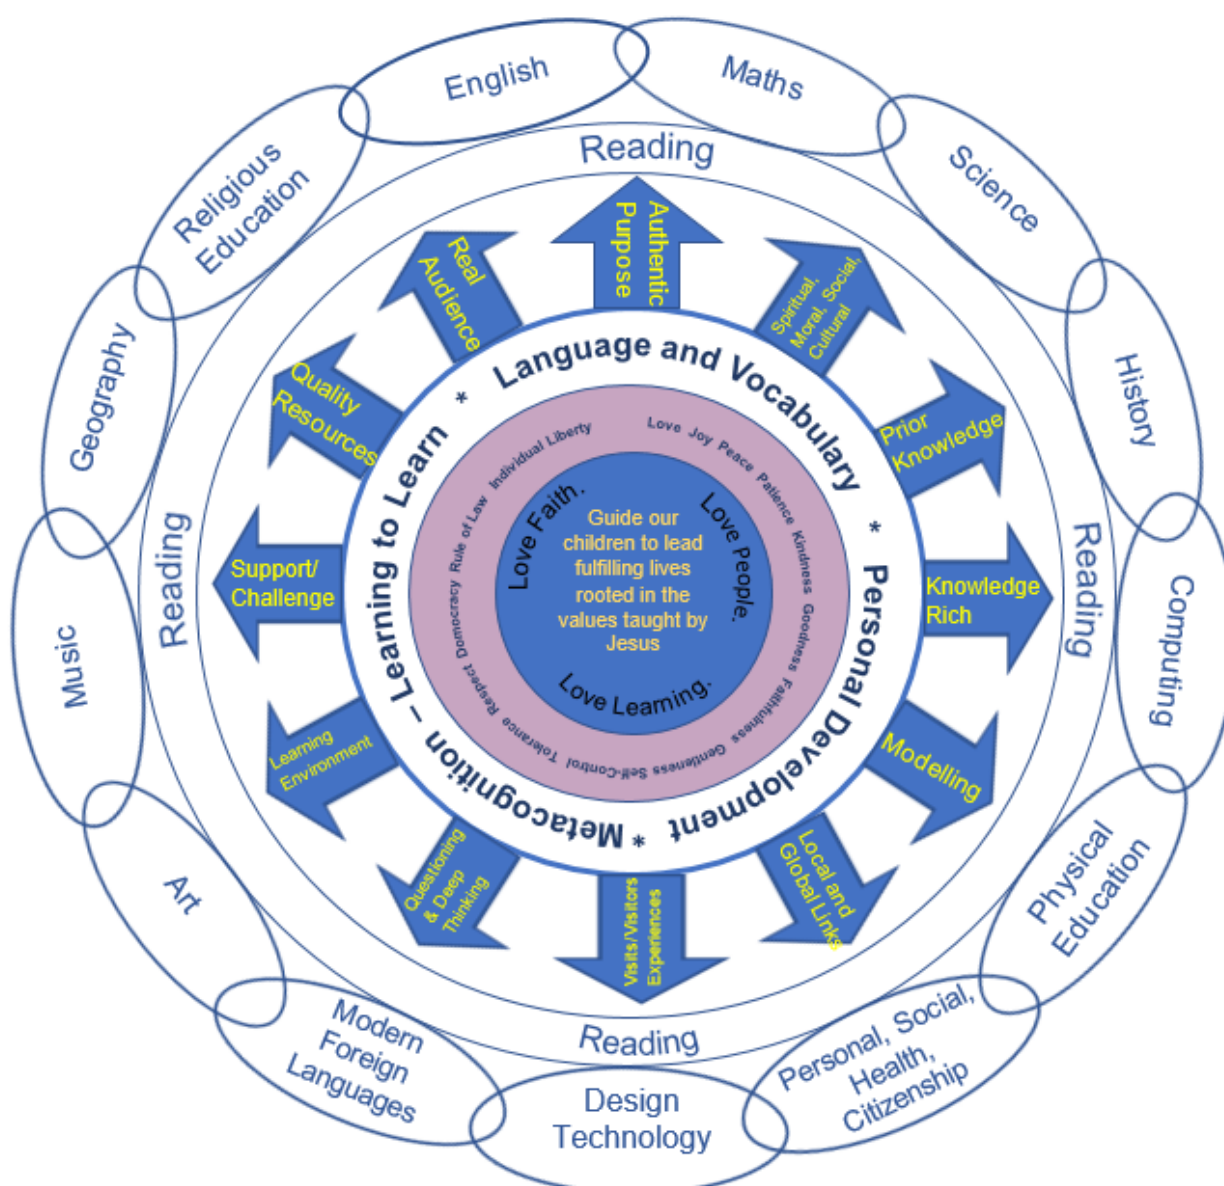 English
Maths
Science
History
Computing
Physical
Education
Personal, Social,
Health,
Citizenship
Design
Technology
Modern
Foreign
Languages
Art
Music
Geography
Religious
Education
Reading
Reading
Reading
Reading
Authentic
Purpose
Spiritual,
Moral, Social,
Cultural
Prior
Knowledge
Knowledge
Rich
Modelling
Local and
Global Links
Visits/Visitors
Experiences
Questioning
& Deep
Thinking
Learning
Environment
Support/
Challenge
Quality
Resources
Real
Audience
* Language and Vocabulary * Personal Development * Metacognition – Learning to Learn
Love Joy Peace Patience Kindness Goodness Faithfulness Gentleness Self-Control Tolerance Respect Domocracy Rule of Law Individual Liberty
Love Faith.
Love People.
Love Learning.
Guide our
children to lead
fulfilling lives
rooted in the
values taught by
Jesus